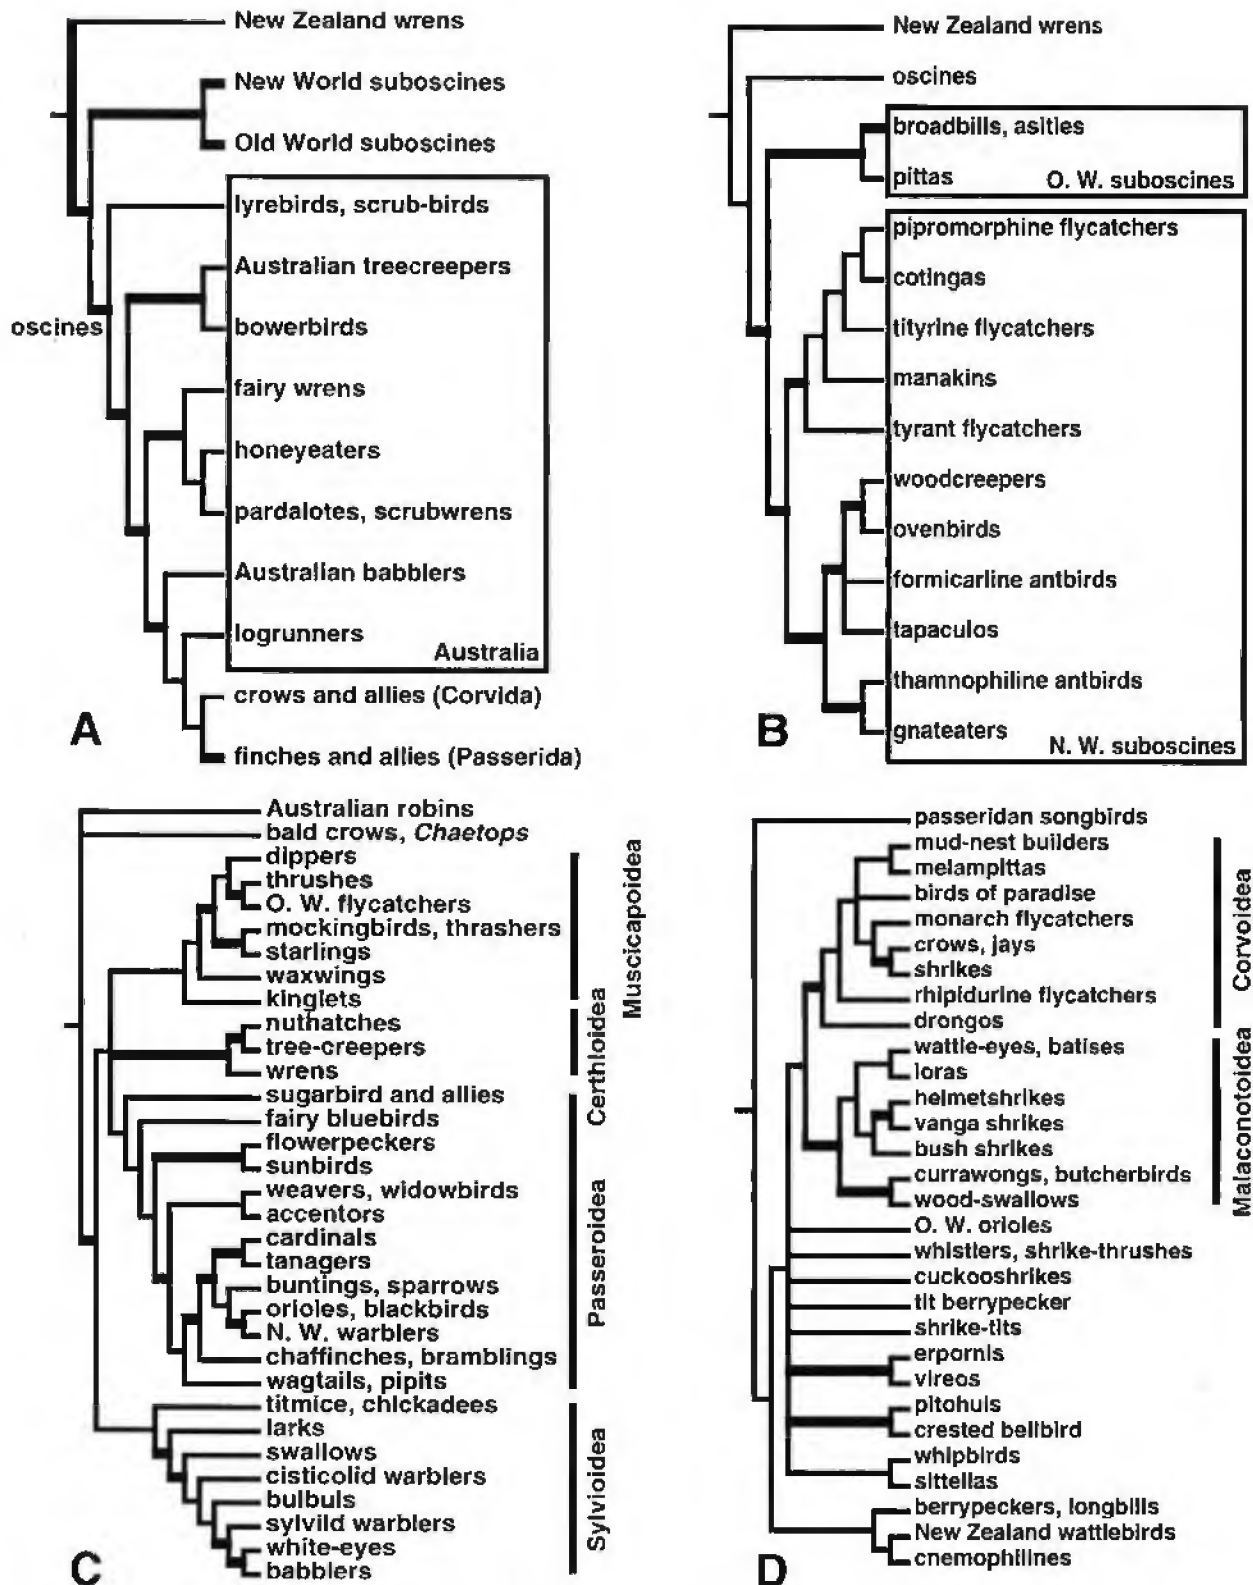 New Zealand wrens
New World suboscines
Old World suboscines
lyrebirds, scrub-birds
Australian treecreepers
oscines
bowerbirds
fairy wrens
honeyeaters
pardalotes, scrubwrens
Australian babblers
logrunners
Australia
crows and allies (Corvida)
A
finches and allies (Passerida)
New Zealand wrens
oscines
broadbills, asities
pittas
O. W. suboscines
pipromorphine flycatchers
cotingas
tityrine flycatchers
manakins
tyrant flycatchers
woodcreepers
ovenbirds
formicarline antbirds
tapaculos
thamnophiline antbirds
B
gnateaters
N. W. suboscines
Australian robins
bald crows, Chaetops
dippers
thrushes
O. W. flycatchers
mockingbirds, thrashers
starlings
waxwings
kinglets
Muscicapoidea
nuthatches
tree-creepers
wrens
Certhloidea
sugarbird and allies
fairy bluebirds
flowerpeckers
sunbirds
weavers, widowbirds
accentors
cardinals
tanagers
buntings, sparrows
orioles, blackbirds
N. W. warblers
chaffinches, bramblings
wagtails, pipits
Passeroidea
titmice, chickadees
larks
swallows
cisticolid warblers
bulbuls
sylviid warblers
white-eyes
babblers
Sylvioidea
C
passeridan songbirds
mud-nest builders
melampittas
birds of paradise
monarch flycatchers
crows, jays
shrikes
rhipidurine flycatchers
drongos
Corvoidea
wattle-eyes, batises
loras
helmetshrikes
vanga shrikes
bush shrikes
currawongs, butcherbirds
wood-swallows
Malaconotoidea
O. W. orioles
whistlers, shrike-thrushes
cuckooshrikes
tit berrypecker
shrike-tits
erpornis
vireos
pitohuis
crested bellbird
whipbirds
sittellas
berrypeckers, longbills
New Zealand wattlebirds
cnemophilines
D